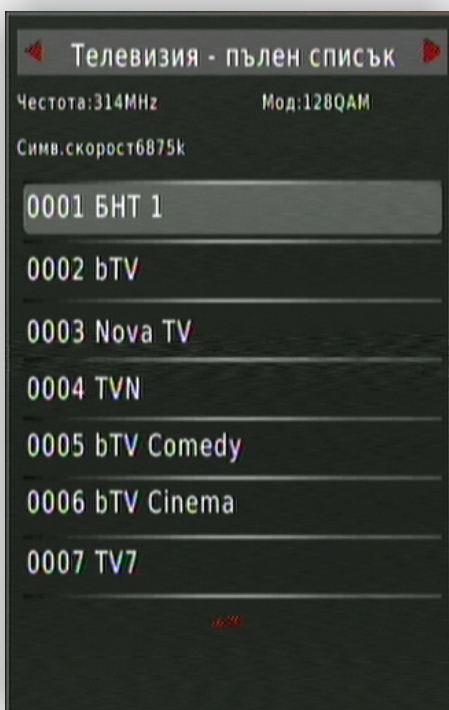 Телевизия - пълен списък
Честота:314MHz Мод:128QAM
Симв.скорост6875k
0001 БНТ 1
0002 bTV
0003 Nova TV
0004 TVN
0005 bTV Comedy
0006 bTV Cinema
0007 TV7